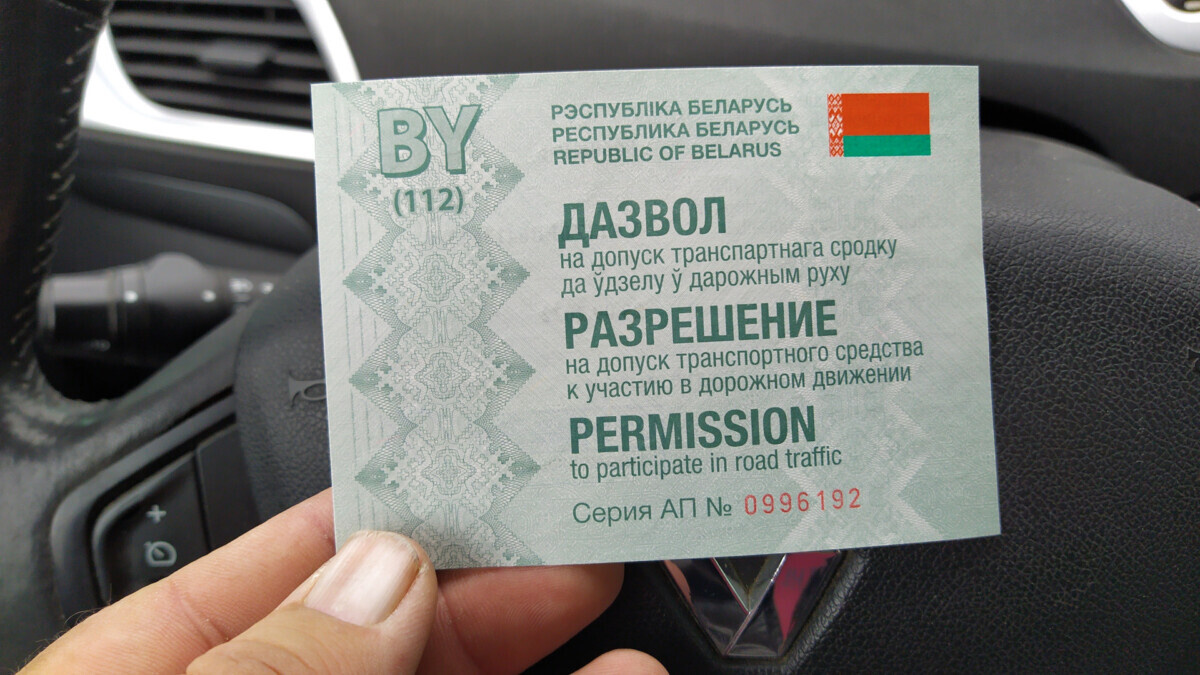 BY
(112)
РЭСПУБЛІКА БЕЛАРУСЬ
РЕСПУБЛИКА БЕЛАРУСЬ
REPUBLIC OF BELARUS
ДАЗВОЛ
на допуск транспартнага сродку
да ўдзелу ў дарожным руху
РАЗРЕШЕНИЕ
на допуск транспортного средства
к участию в дорожном движении
PERMISSION
to participate in road traffic
Серия АП № 0996192